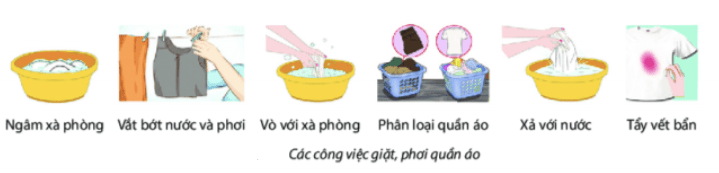 Ngâm xà phòng
Vắt bớt nước và phơi
Vò với xà phòng
Phân loại quần áo
Xả với nước
Tẩy vết bẩn
Các công việc giặt, phơi quần áo